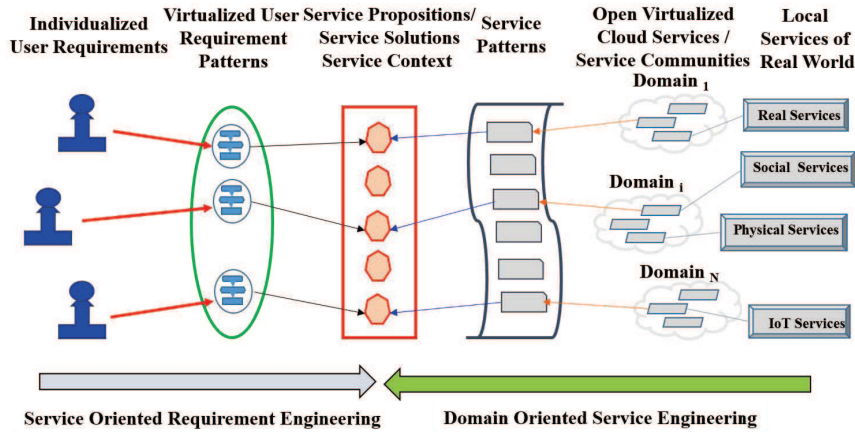 Individualized
User Requirements
Virtualized User
Requirement
Patterns
Service Propositions/
Service Solutions
Service Context
Service
Patterns
Open Virtualized
Cloud Services /
Service Communities
Local
Services of
Real World
Domain 1
Real Services
Social Services
Domain i
Physical Services
Domain N
IoT Services
Service Oriented Requirement Engineering
Domain Oriented Service Engineering